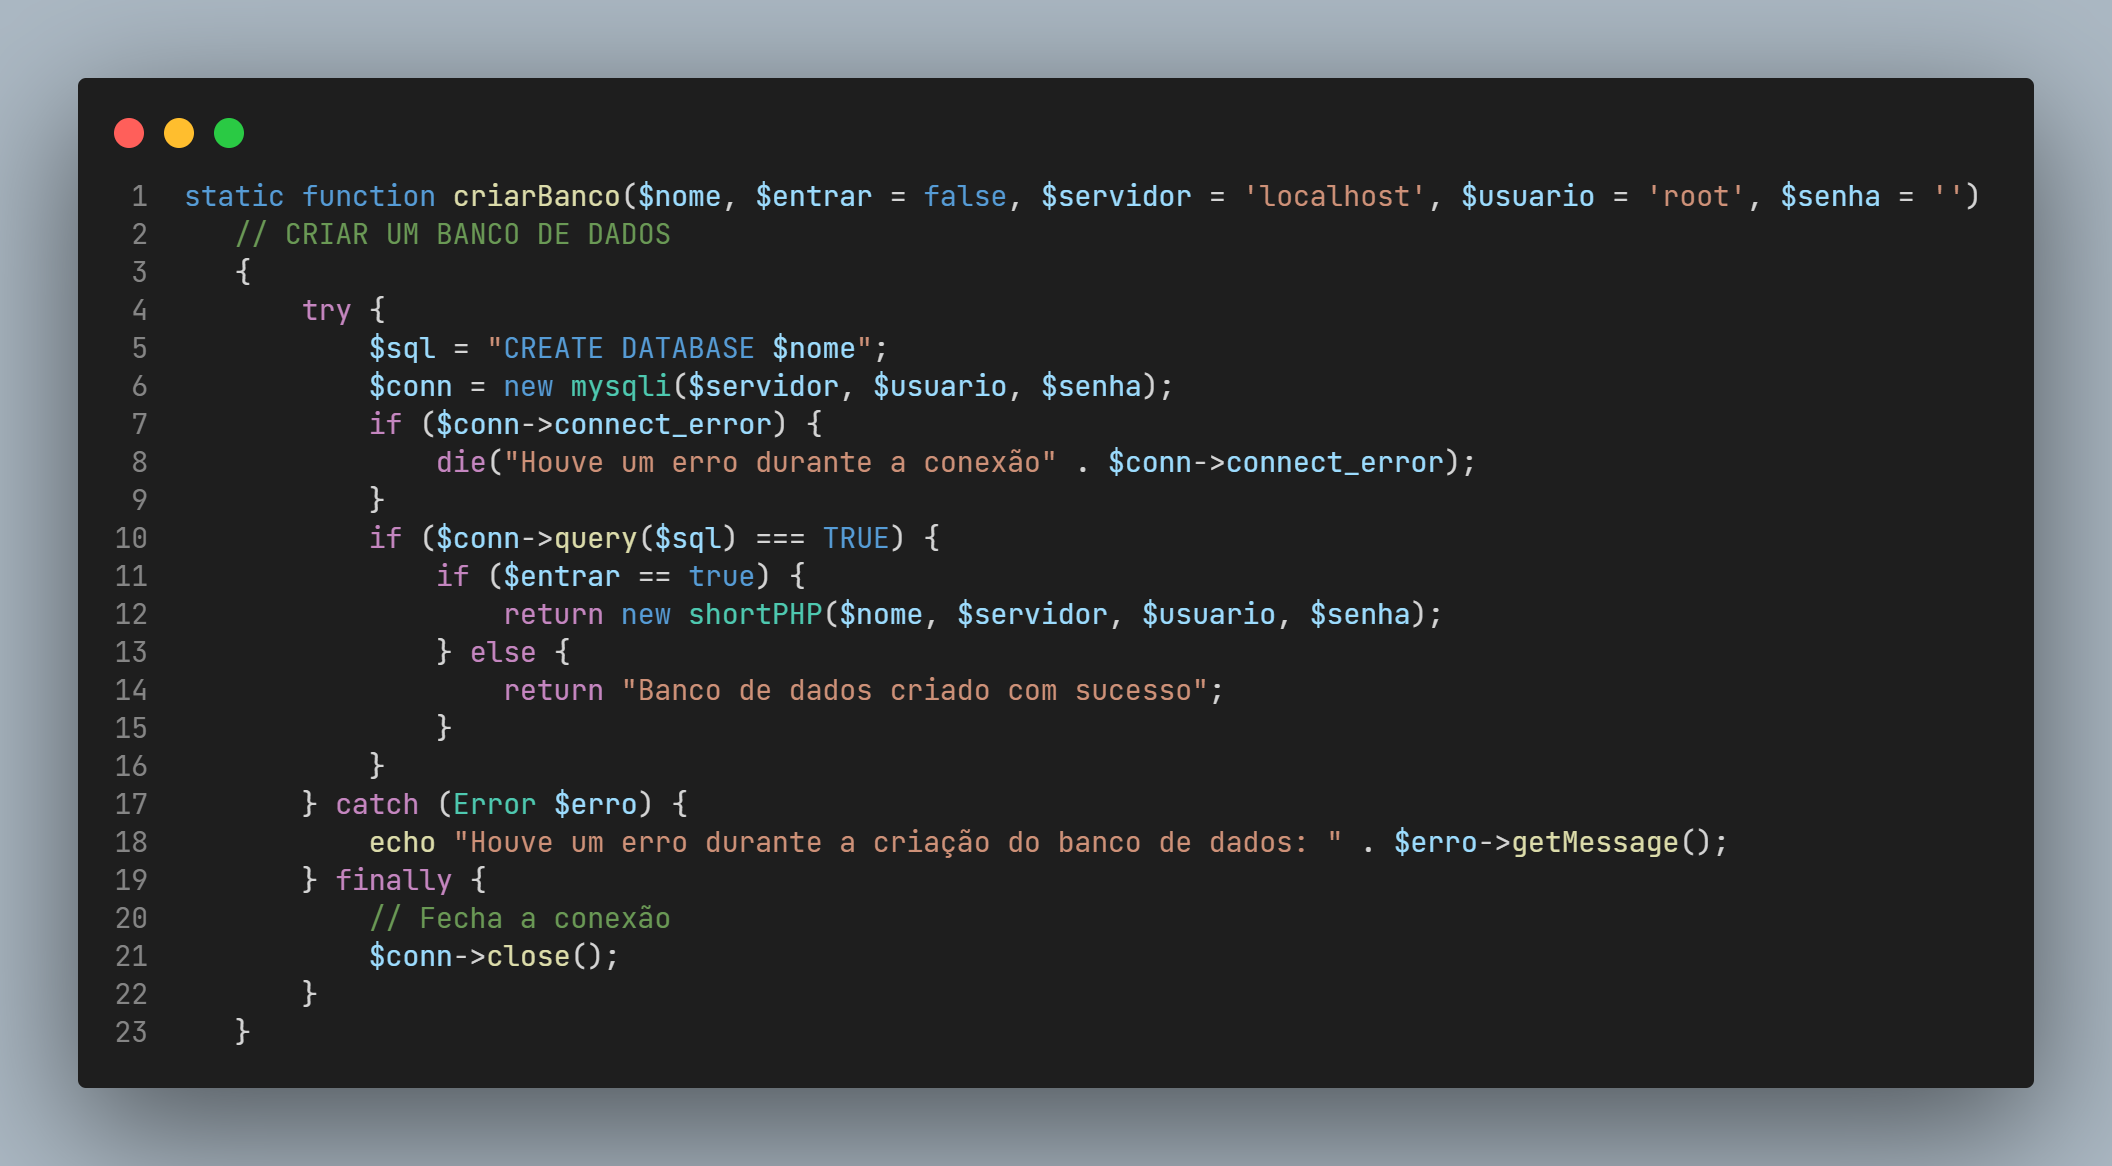 1 static function criarBanco($nome, $entrar = false, $servidor = 'localhost', $usuario = 'root', $senha = '')
2    // CRIAR UM BANCO DE DADOS
3    {
4        try {
5            $sql = "CREATE DATABASE $nome";
6            $conn = new mysqli($servidor, $usuario, $senha);
7            if ($conn->connect_error) {
8                die("Houve um erro durante a conexão" . $conn->connect_error);
9            }
10            if ($conn->query($sql) === TRUE) {
11                if ($entrar == true) {
12                    return new shortPHP($nome, $servidor, $usuario, $senha);
13                } else {
14                    return "Banco de dados criado com sucesso";
15                }
16            }
17        } catch (Error $erro) {
18            echo "Houve um erro durante a criação do banco de dados: " . $erro->getMessage();
19        } finally {
20            // Fecha a conexão
21            $conn->close();
22        }
23    }